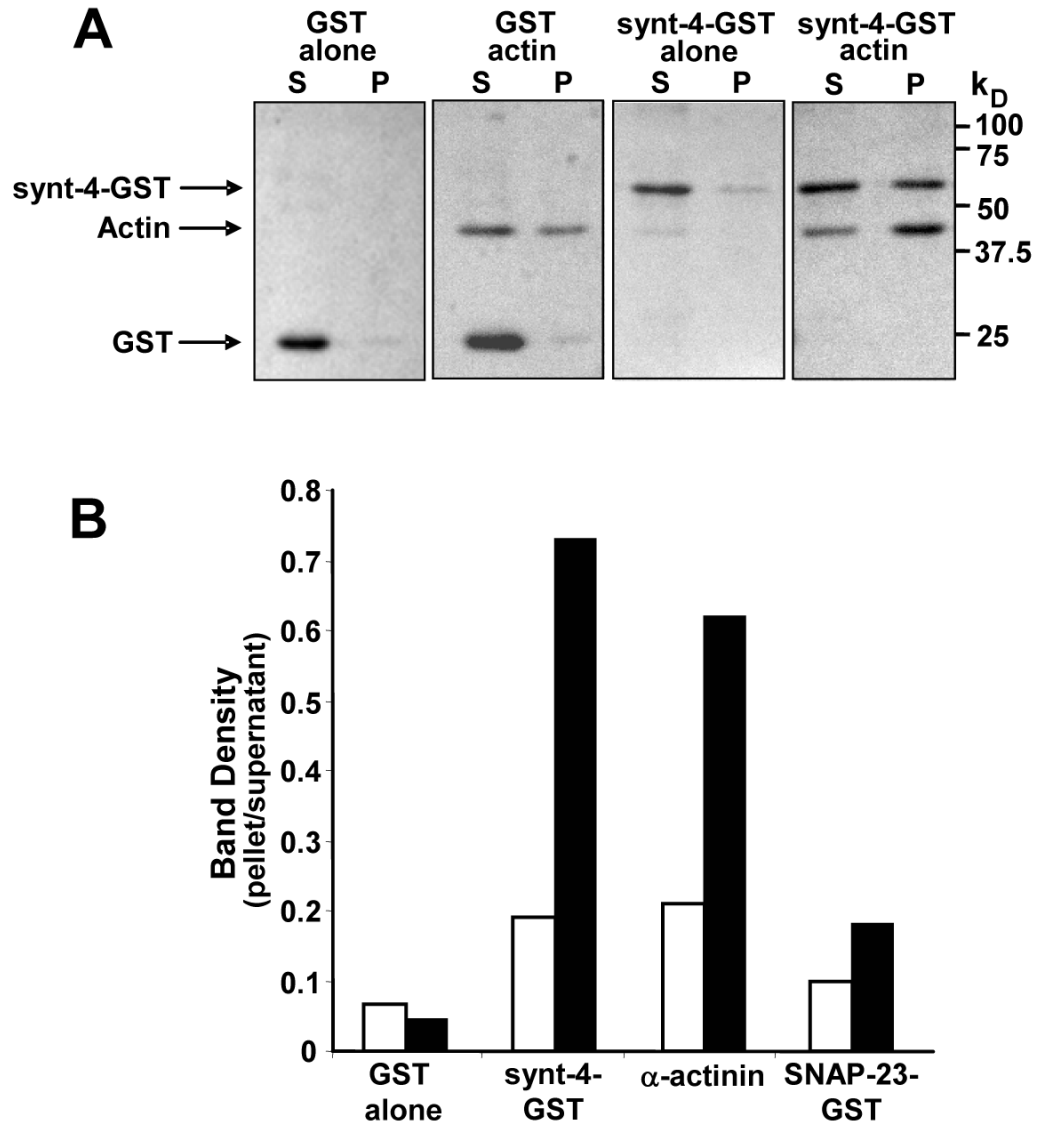 A
GST
alone
GST
actin
synt-4-GST
alone
synt-4-GST
actin
S P S P S P S P kD
100
75
synt-4-GST
50
Actin
37.5
GST
25
B
0.8
0.7
0.6
0.5
0.4
0.3
0.2
0.1
0
Band Density
(pellet/supernatant)
GST
alone
synt-4-
GST
α-actinin
SNAP-23-
GST